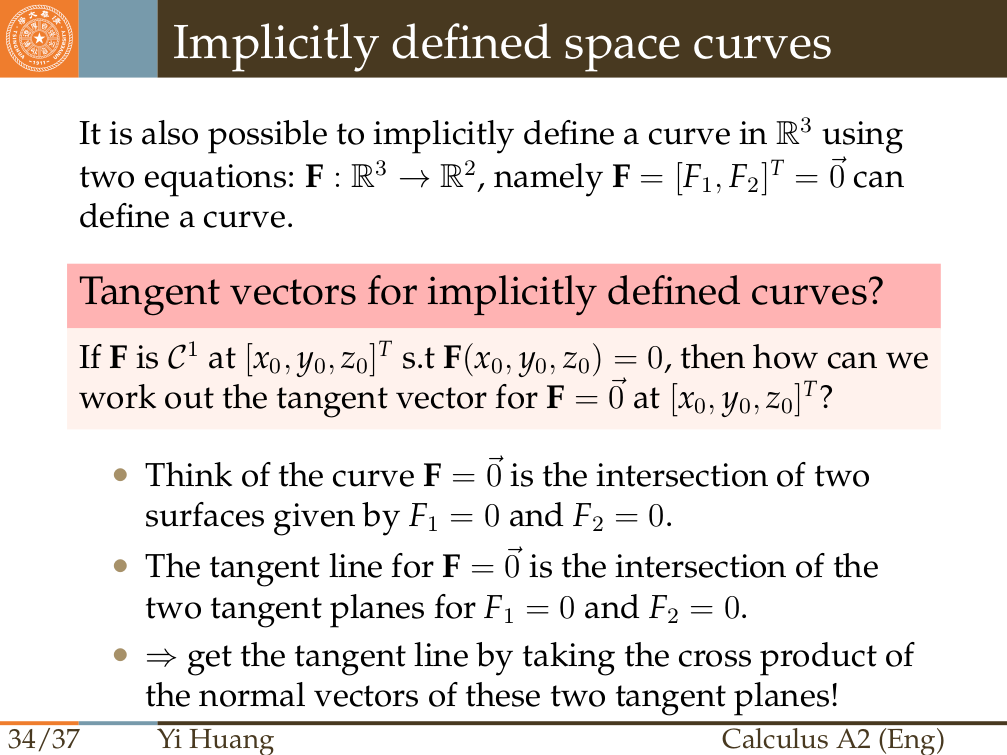 Implicitly defined space curves
It is also possible to implicitly define a curve in ℝ³ using
two equations: F : ℝ³ → ℝ², namely F = [F₁, F₂]ᵀ = 0⃗ can
define a curve.
Tangent vectors for implicitly defined curves?
If F is 𝒞¹ at [x₀, y₀, z₀]ᵀ s.t F(x₀, y₀, z₀) = 0, then how can we
work out the tangent vector for F = 0⃗ at [x₀, y₀, z₀]ᵀ?
• Think of the curve F = 0⃗ is the intersection of two
surfaces given by F₁ = 0 and F₂ = 0.
• The tangent line for F = 0⃗ is the intersection of the
two tangent planes for F₁ = 0 and F₂ = 0.
• ⇒ get the tangent line by taking the cross product of
the normal vectors of these two tangent planes!
34/37 Yi Huang Calculus A2 (Eng)